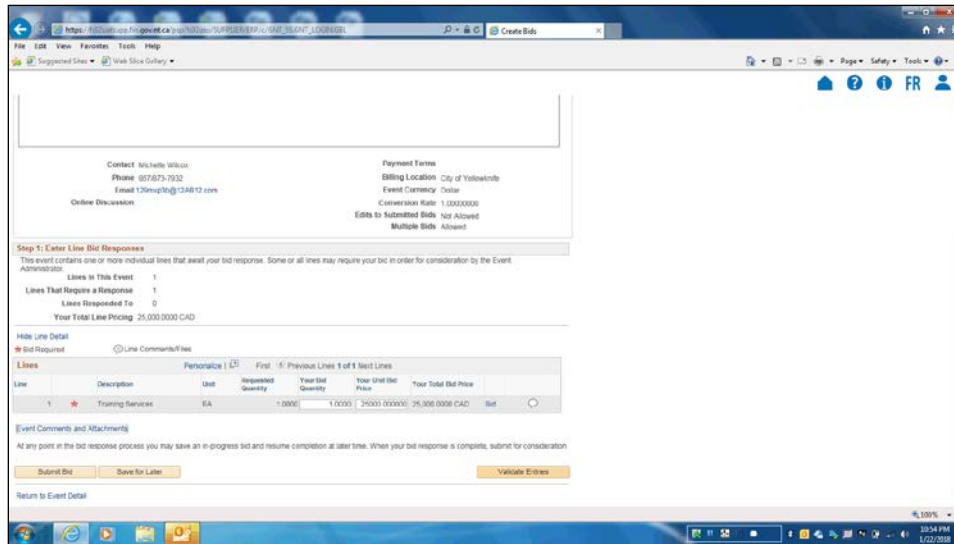 Create Bids
File Edit View Favorites Tools Help
Suggested Sites Web Slice Gallery
Page Safety Tools
FR
Contact Michelle Wilcox
Payment Terms
Phone 867/873-7932
Billing Location City of Yellowknife
Email
Event Currency Dollar
Online Discussion
Conversion Rate 1.00000000
Edits to Submitted Bids Not Allowed
Multiple Bids Allowed
Step 1: Enter Line Bid Responses
This event contains one or more individual lines that await your bid response. Some or all lines may require your bid in order for consideration by the Event
Administrator.
Lines in This Event 1
Lines That Require a Response 1
Lines Responded To 0
Your Total Line Pricing 25,000.0000 CAD
Hide Line Detail
Bid Required Line Comments/Files
Lines Personalize | First Previous Lines 1 of 1 Next Lines
Line Description Unit Requested Quantity Your Bid Quantity Your Unit Bid Price Your Total Bid Price
1 Training Services EA 1.0000 1.0000 25000.000000 25,000.0000 CAD Bid
Event Comments and Attachments
At any point in the bid response process you may save an in-progress bid and resume completion at later time. When your bid response is complete, submit for consideration
Submit Bid Save for Later Validate Entries
Return to Event Detail
100%
10:54 PM
1/22/2018